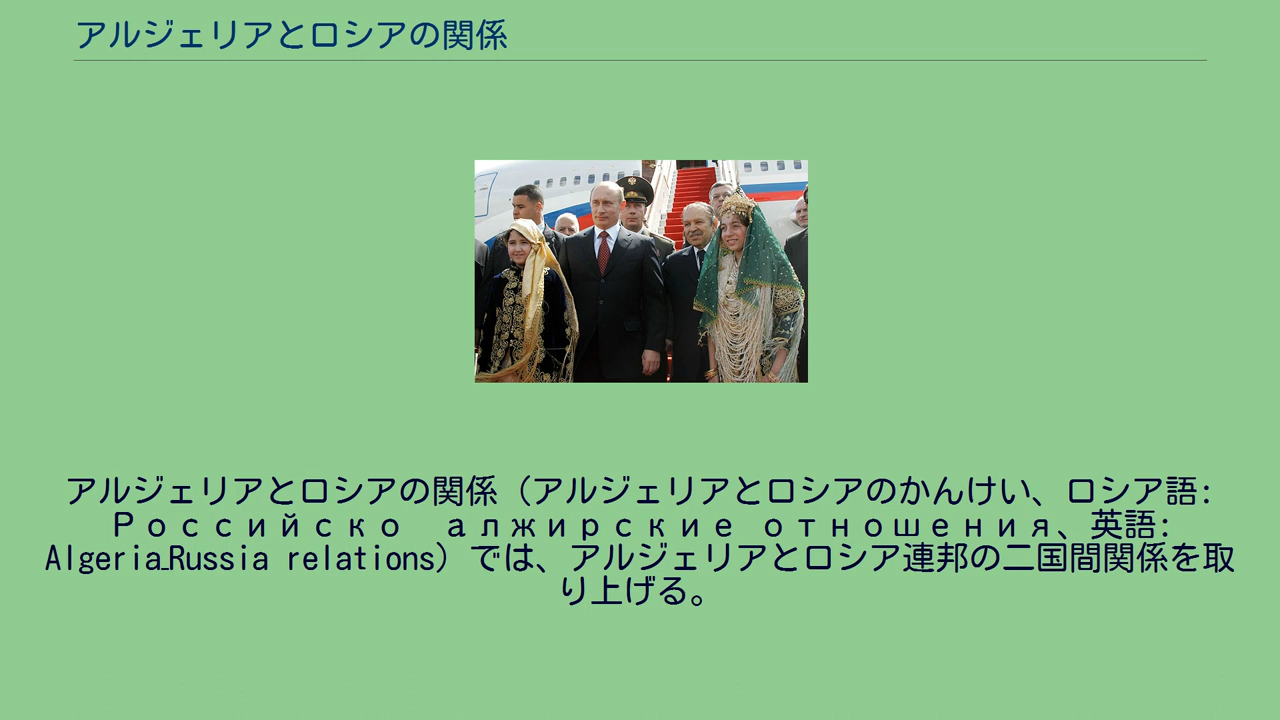 アルジェリアとロシアの関係
アルジェリアとロシアの関係（アルジェリアとロシアのかんけい、ロシア語:
Российско　алжирские отношения、英語:
Algeria–Russia relations）では、アルジェリアとロシア連邦の二国間関係を取
り上げる。